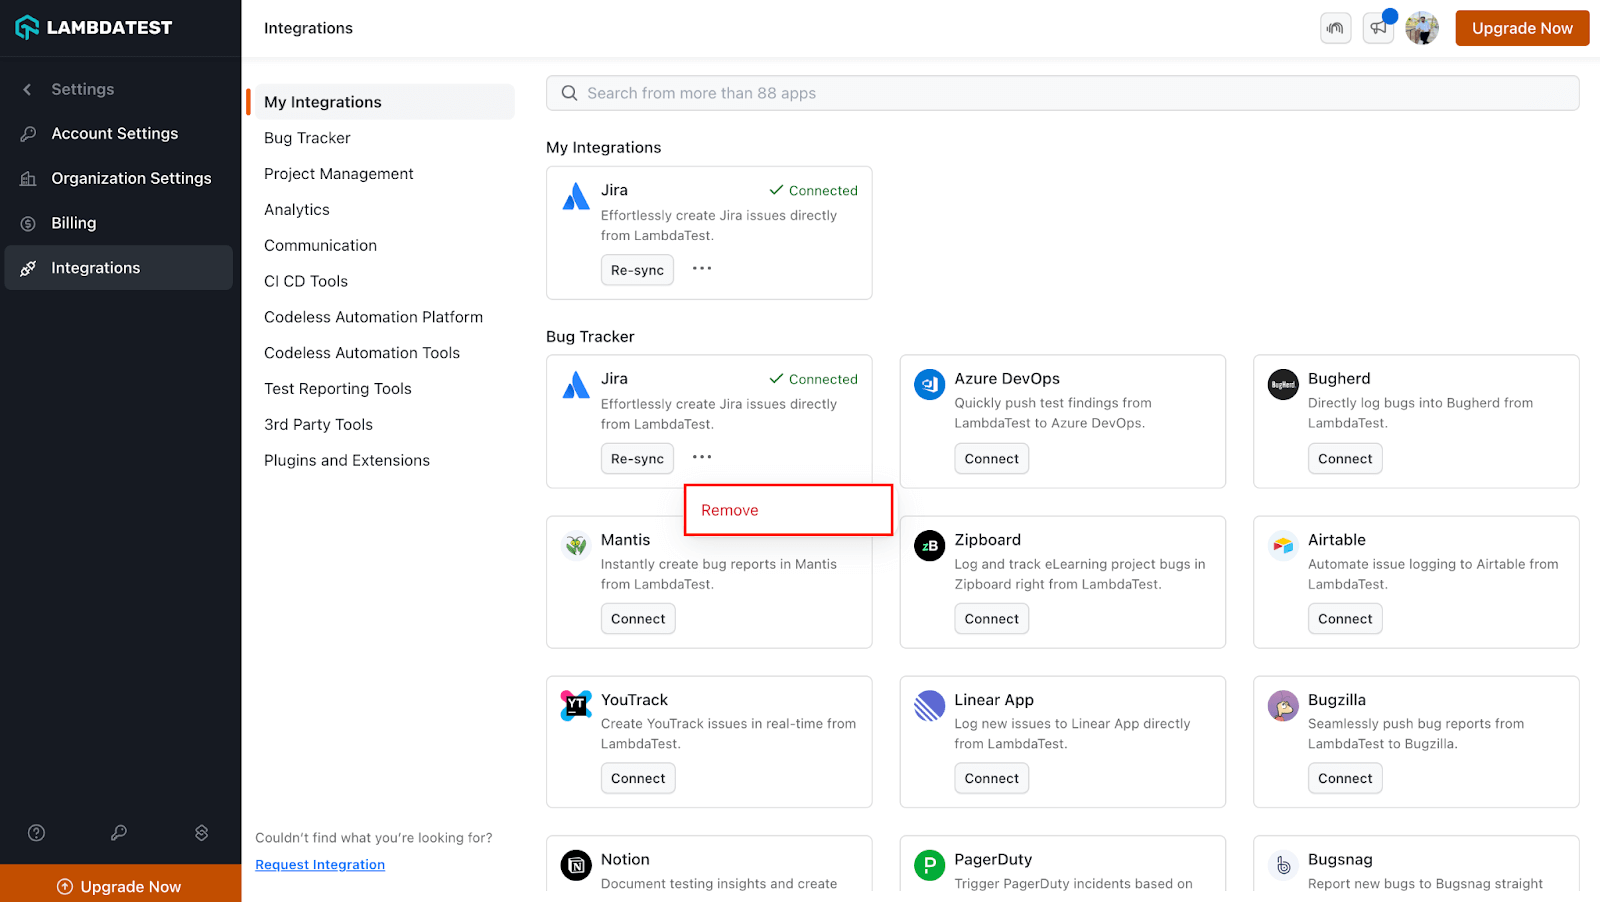 LAMBDATEST
Settings
Account Settings
Organization Settings
Billing
Integrations
Upgrade Now
Integrations
Upgrade Now
My Integrations
Bug Tracker
Project Management
Analytics
Communication
CI CD Tools
Codeless Automation Platform
Codeless Automation Tools
Test Reporting Tools
3rd Party Tools
Plugins and Extensions
Couldn't find what you're looking for?
Request Integration
Search from more than 88 apps
My Integrations
Jira
Connected
Effortlessly create Jira issues directly
from LambdaTest.
Re-sync
Bug Tracker
Jira
Connected
Effortlessly create Jira issues directly
from LambdaTest.
Re-sync
Remove
Azure DevOps
Quickly push test findings from
LambdaTest to Azure DevOps.
Connect
BugHerd.
Bugherd
Directly log bugs into Bugherd from
LambdaTest.
Connect
Mantis
Instantly create bug reports in Mantis
from LambdaTest.
Connect
zB
Zipboard
Log and track eLearning project bugs in
Zipboard right from LambdaTest.
Connect
Airtable
Automate issue logging to Airtable from
LambdaTest.
Connect
YT
YouTrack
Create YouTrack issues in real-time from
LambdaTest.
Connect
Linear App
Log new issues to Linear App directly
from LambdaTest.
Connect
Bugzilla
Seamlessly push bug reports from
LambdaTest to Bugzilla.
Connect
Notion
Document testing insights and create
P
PagerDuty
Trigger PagerDuty incidents based on
Bugsnag
Report new bugs to Bugsnag straight